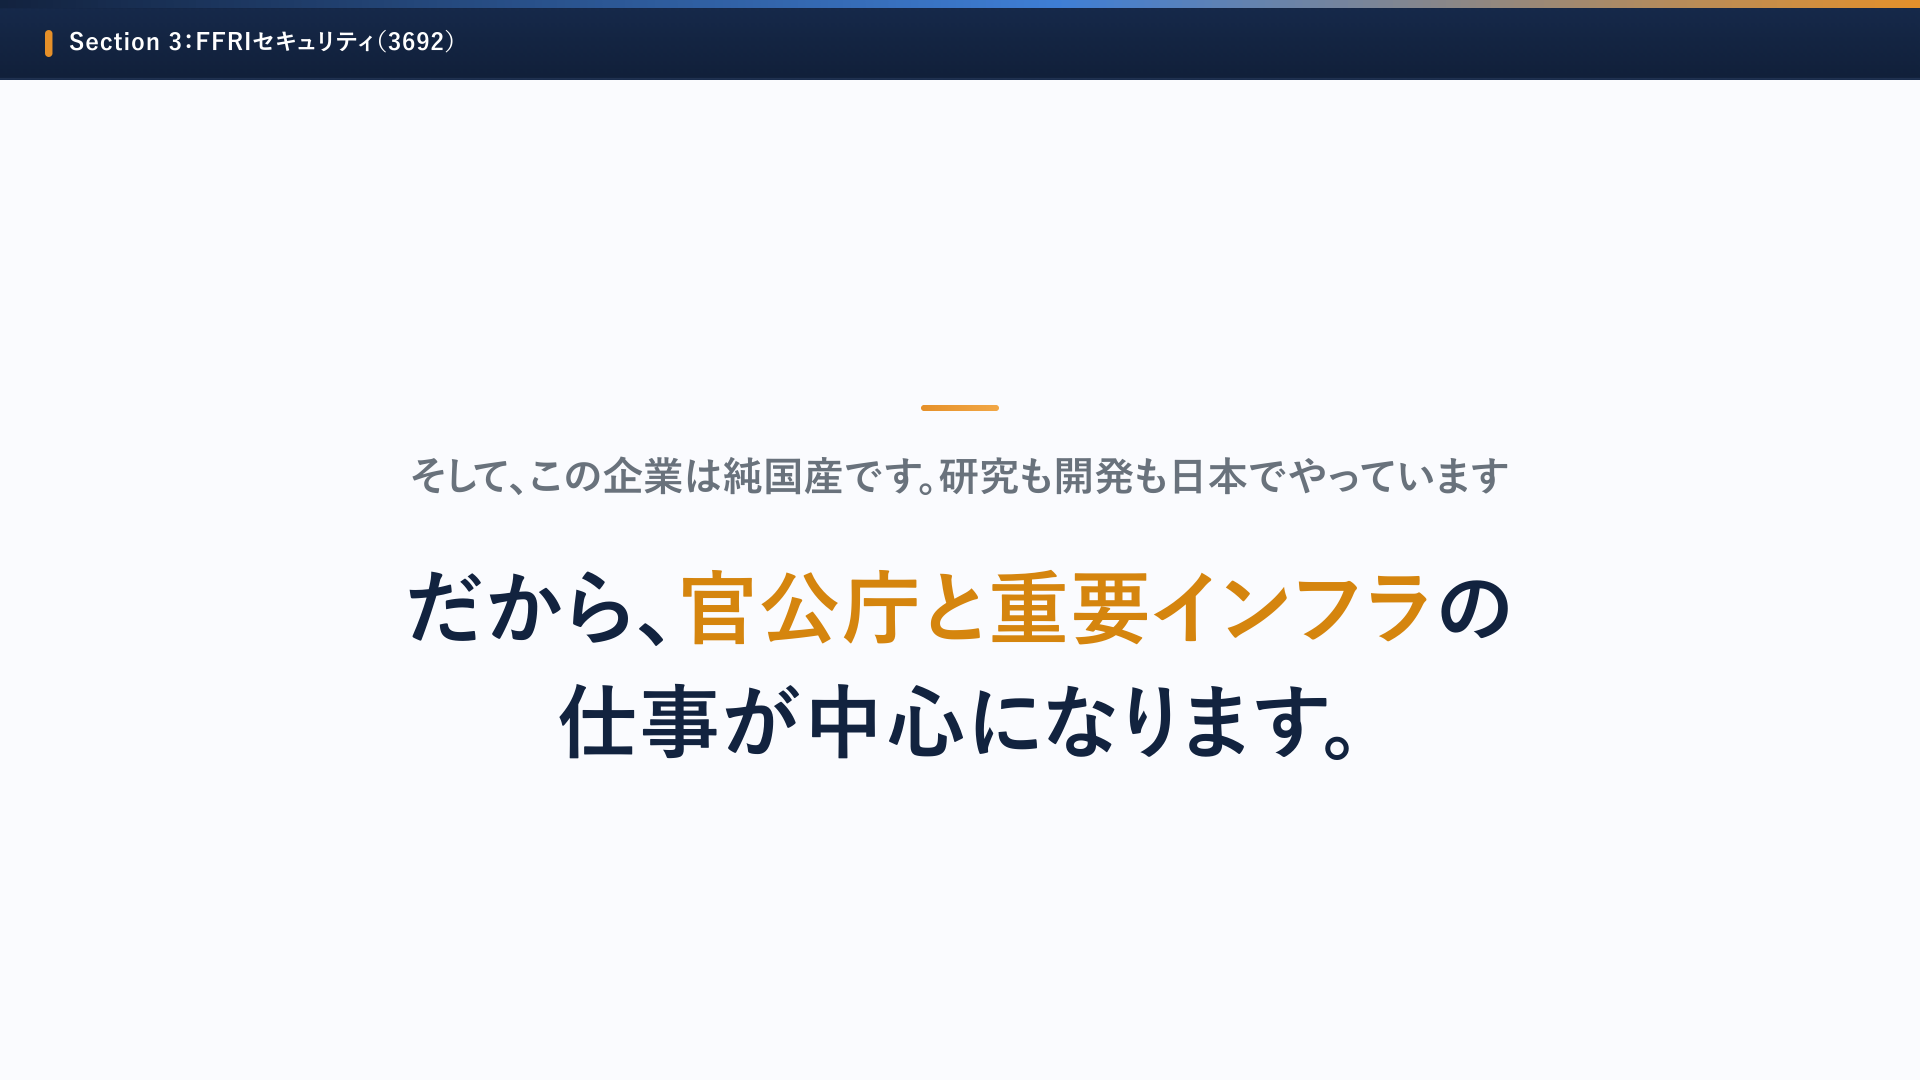 Section 3：FFRIセキュリティ（3692）
そして、この企業は純国産です。研究も開発も日本でやっています
だから、官公庁と重要インフラの
仕事が中心になります。